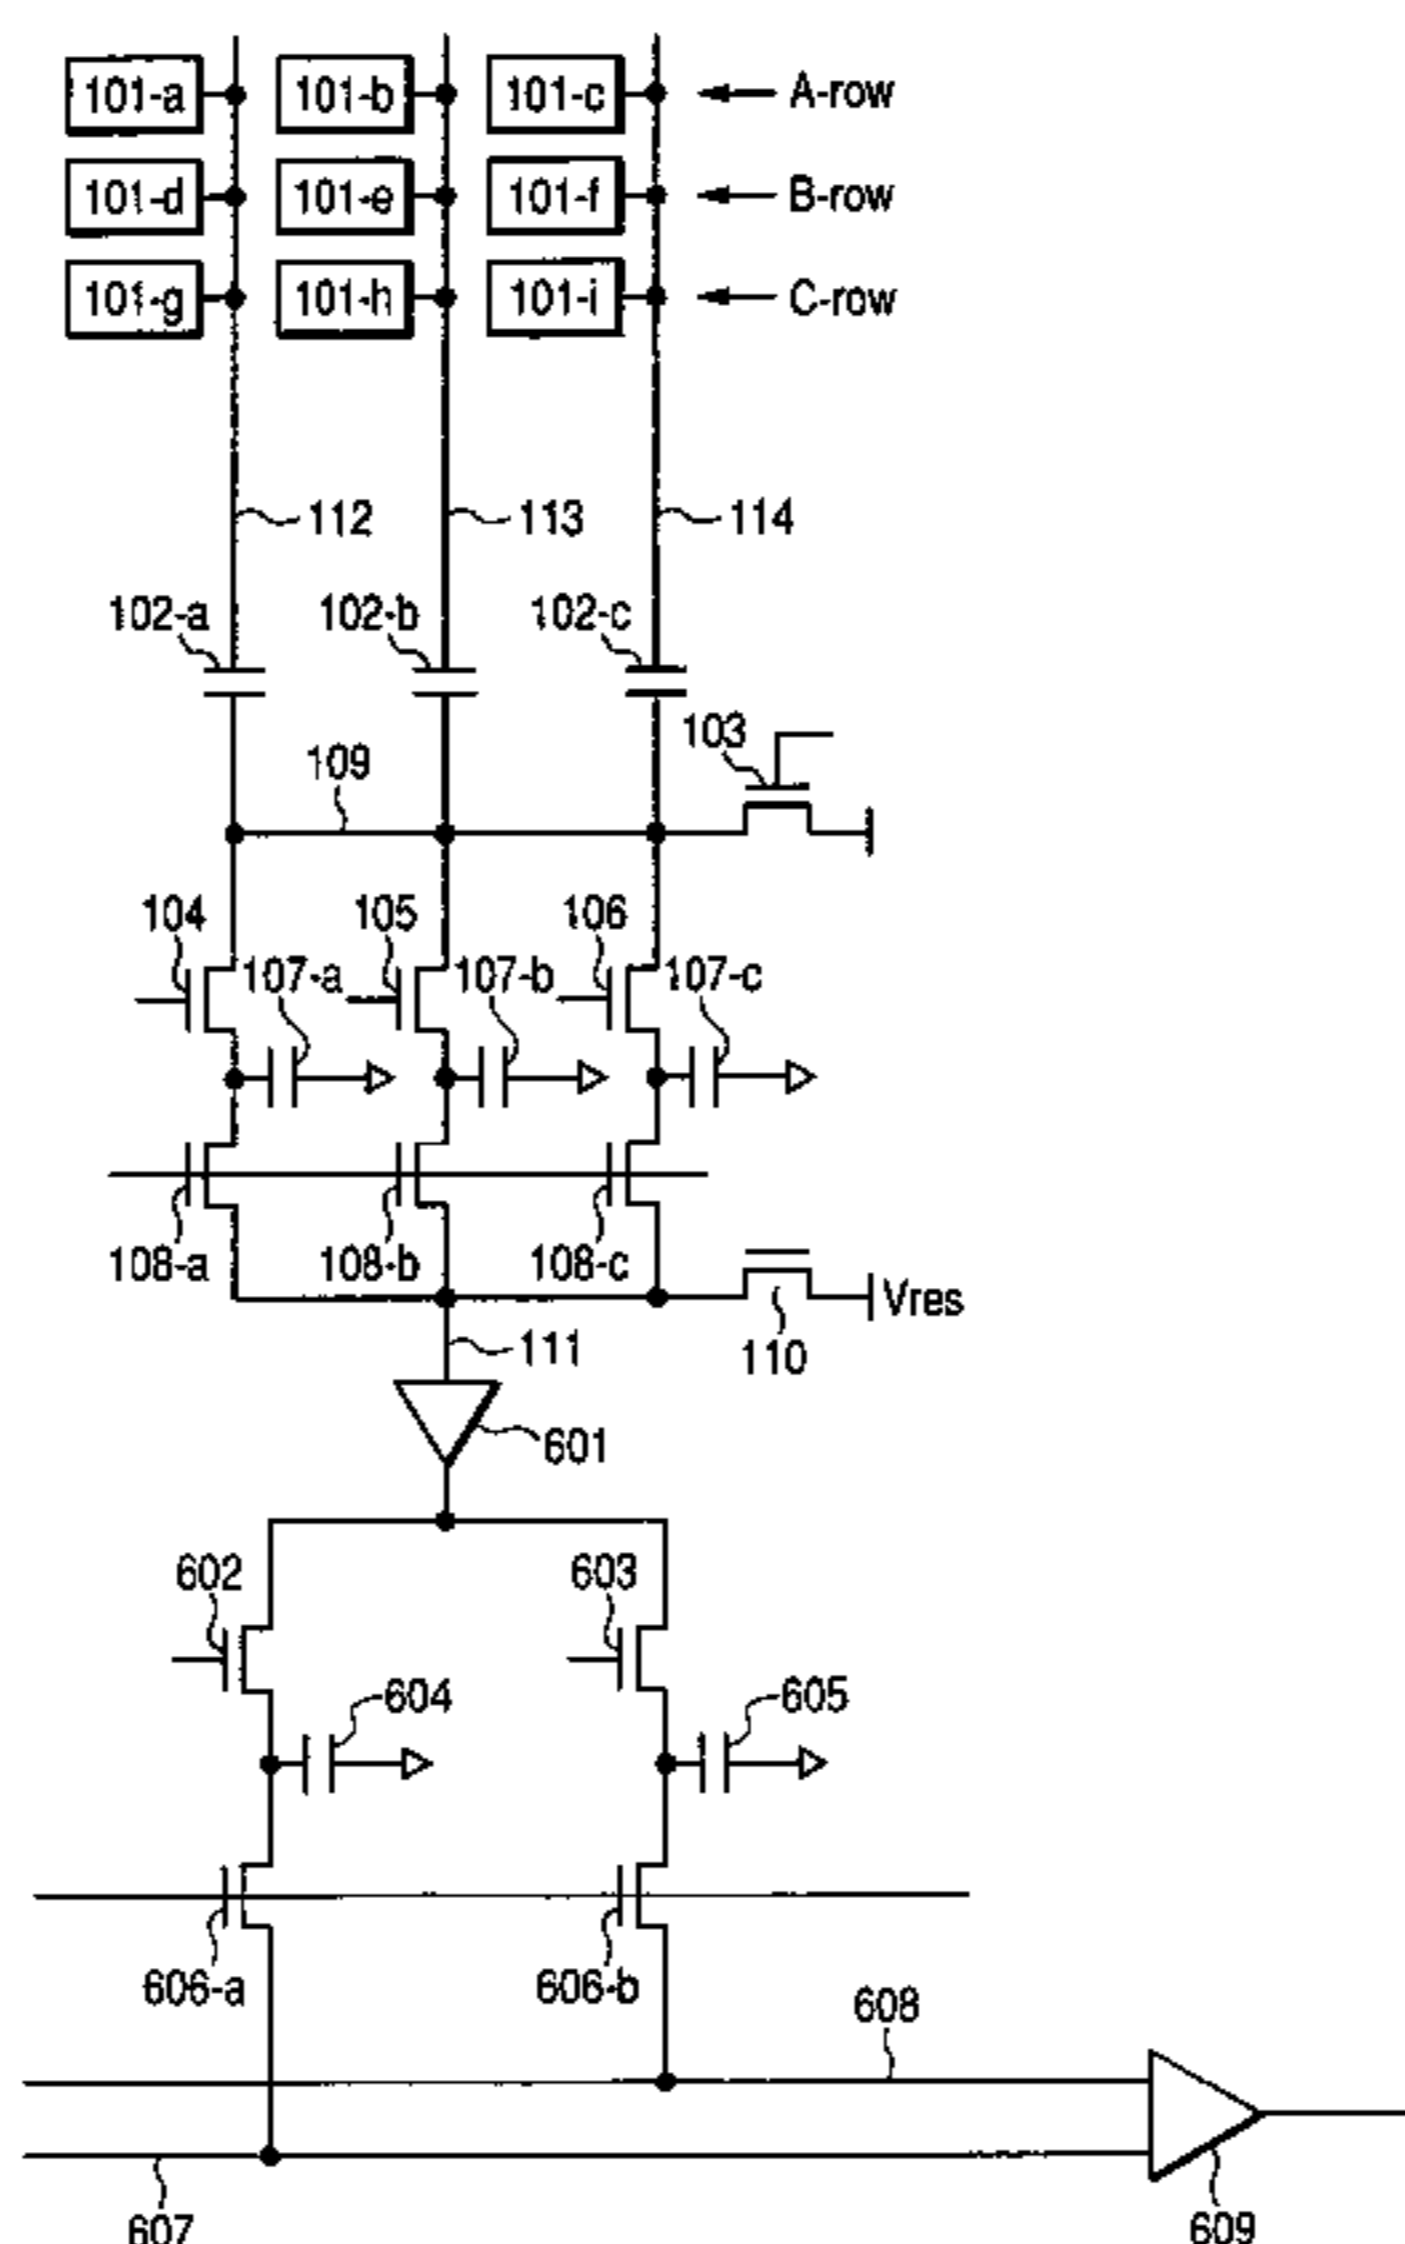 101-a 101-b 101-c A-row
101-d 101-e 101-f B-row
101-g 101-h 101-i C-row
112 113 114
102-a 102-b 102-c
103
109
104 105 106
107-a 107-b 107-c
108-a 108-b 108-c
Vres
110
111
601
602 603
604 605
606-a 606-b
608
607 609